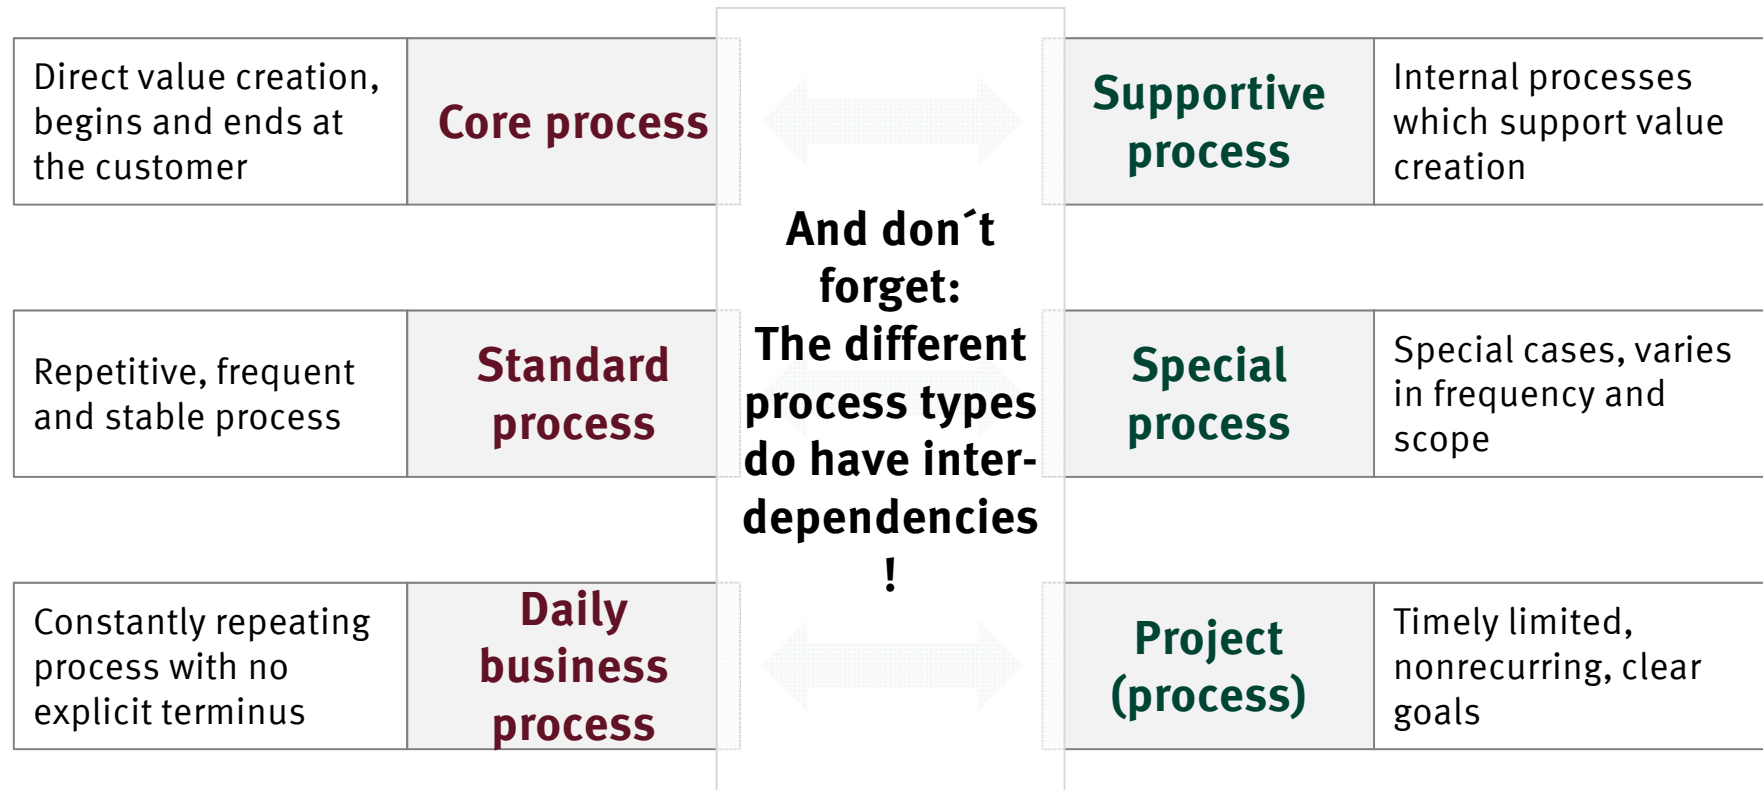 Direct value creation,
begins and ends at
the customer
Core process
Supportive
process
Internal processes
which support value
creation
And don´t
forget:
The different
process types
do have inter-
dependencies
!
Repetitive, frequent
and stable process
Standard
process
Special
process
Special cases, varies
in frequency and
scope
Constantly repeating
process with no
explicit terminus
Daily
business
process
Project
(process)
Timely limited,
nonrecurring, clear
goals